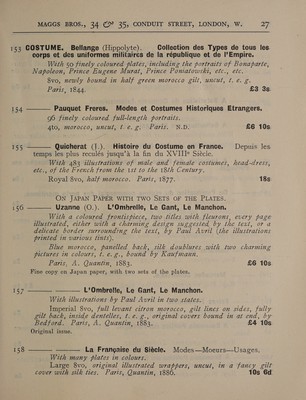 MAGGS BROS., 34 & 35, CONDUIT STREET, LONDON, W. 27
153 COSTUME. Bellange (Hippolyte). Collection des Types de tous les
corps et des uniformes militaires de la république et de l'Empire.
With 50 finely coloured plates, including the portraits of Bonaparte,
Napoleon, Prince Eugene Murat, Prince Poniatowski, etc., etc.
8vo, newly bound in half green morocco gilt, uncut, t. e. g.
Paris, 1844. £3 3s
154 —— Pauquet Freres. Modes et Costumes Historiques Etrangers.
96 finely coloured full-length portraits.
4to, morocco, uncut, t. e. g. Paris. N.D. £6 10s
155 —— Quicherat (J.). Histoire du Costume en France. Depuis les
temps les plus reculés jusqu'à la fin du XVIIIe Siècle.
With 483 illustrations of male and female costumes, head-dress,
etc., of the French from the 1st to the 18th Century.
Royal 8vo, half morocco. Paris, 1877. 18s
ON JAPAN PAPER WITH TWO SETS OF THE PLATES.
156 —— Uzanne (O.). L'Ombrelle, Le Gant, Le Manchon.
With a coloured frontispiece, two titles with fleurons, every page
illustrated, either with a charming design suggested by the text, or a
delicate border surrounding the text, by Paul Avril (the illustrations
printed in various tints).
Blue morocco, panelled back, silk doublures with two charming
pictures in colours, t. e. g., bound by Kaufmann.
Paris, A. Quantin, 1883. £6 10s
Fine copy on Japan paper, with two sets of the plates.
157 —— L'Ombrelle, Le Gant, Le Manchon.
With illustrations by Paul Avril in two states.
Imperial 8vo, full levant citron morocco, gilt lines on sides, fully
gilt back, inside dentelles, t. e. g., original covers bound in at end, by
Bedford. Paris, A. Quantin, 1883. £4 10s
Original issue.
158 —— La Française du Siècle. Modes—Moeurs—Usages.
With many plates in colours.
Large 8vo, original illustrated wrappers, uncut, in a fancy gilt
cover with silk ties. Paris, Quantin, 1886. 10s 6d